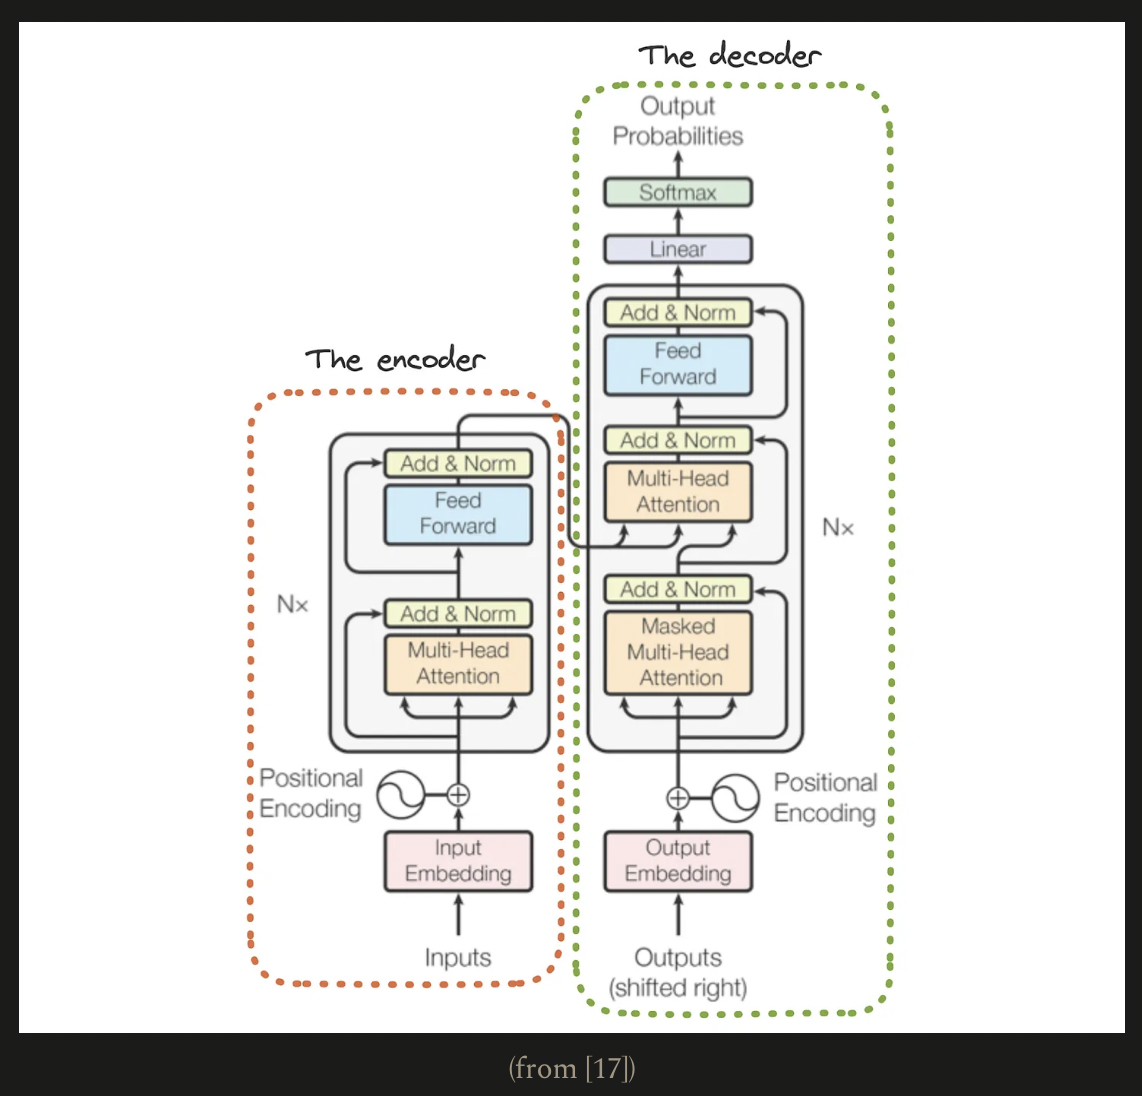 The decoder
Output
Probabilities
Softmax
Linear
Add & Norm
Feed
Forward
Add & Norm
Multi-Head
Attention
Nx
Add & Norm
Masked
Multi-Head
Attention
Positional
Encoding
Output
Embedding
Outputs
(shifted right)
The encoder
Add & Norm
Feed
Forward
Nx
Add & Norm
Multi-Head
Attention
Positional
Encoding
Input
Embedding
Inputs
(from [17])